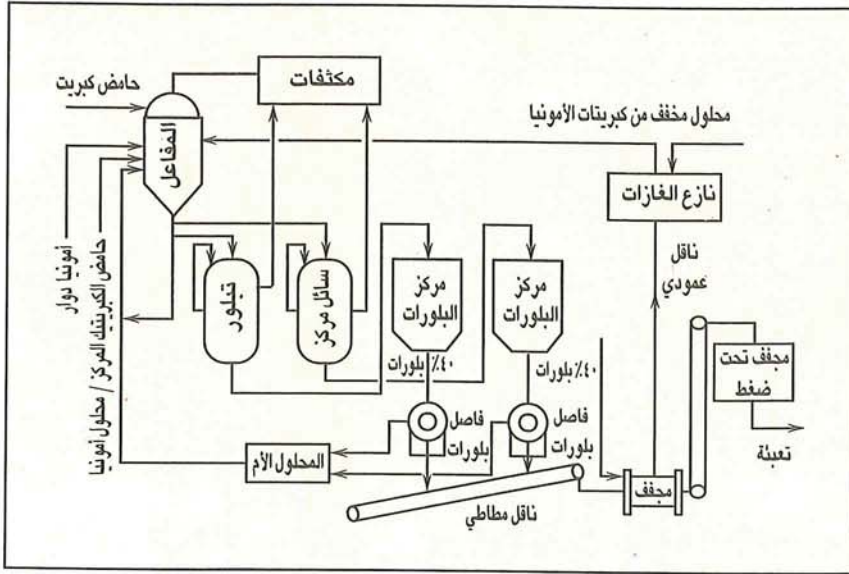 مكثفات
حامض كبريت
المفاعل
محلول مخفف من كبريتات الأمونيا
نازع الغازات
أمونيا دوار
حامض الكبريتيك المركز / محلول أمونيا
تبلور
سائل مركز
مركز
البلورات
مركز
البلورات
ناقل
عمودي
٤٠٪ بلورات
٤٠٪ بلورات
مجفف تحت
ضغط
فاصل
بلورات
فاصل
بلورات
المحلول الأم
تعبئة
مجفف
ناقل مطاطي